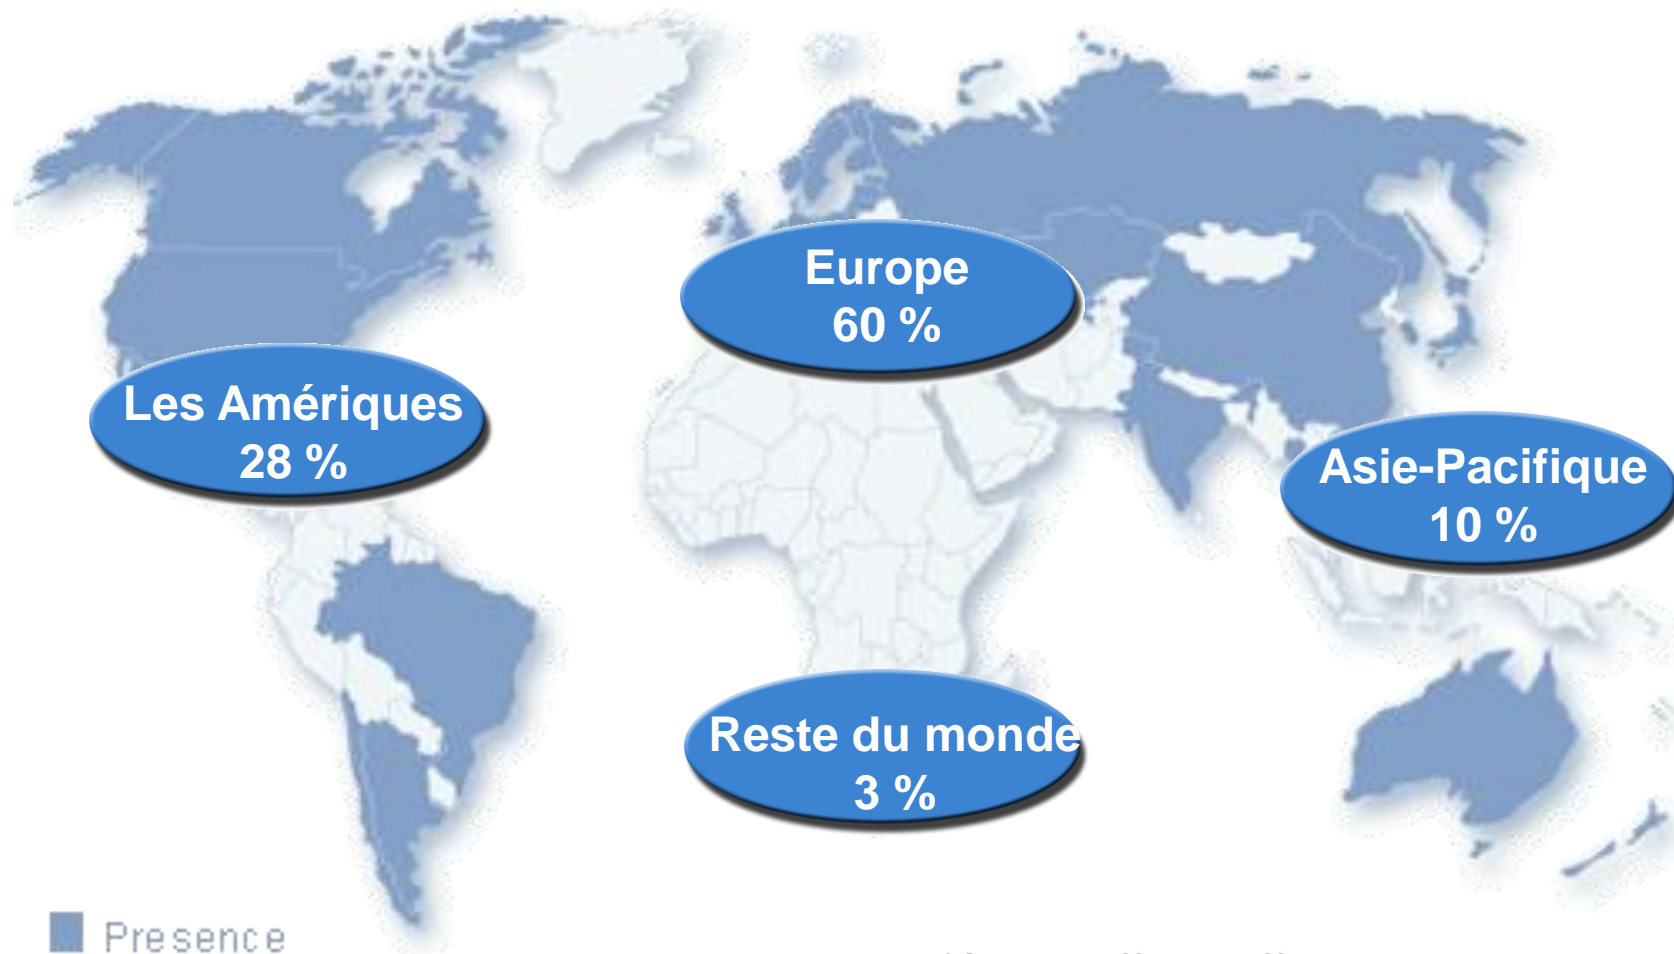 Europe
60 %
Les Amériques
28 %
Asie-Pacifique
10 %
Reste du monde
3 %
Presence